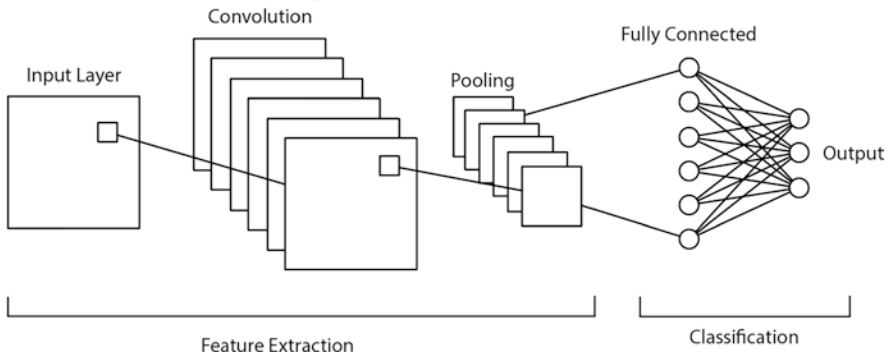 Convolution
Fully Connected
Input Layer
Pooling
Output
Feature Extraction
Classification